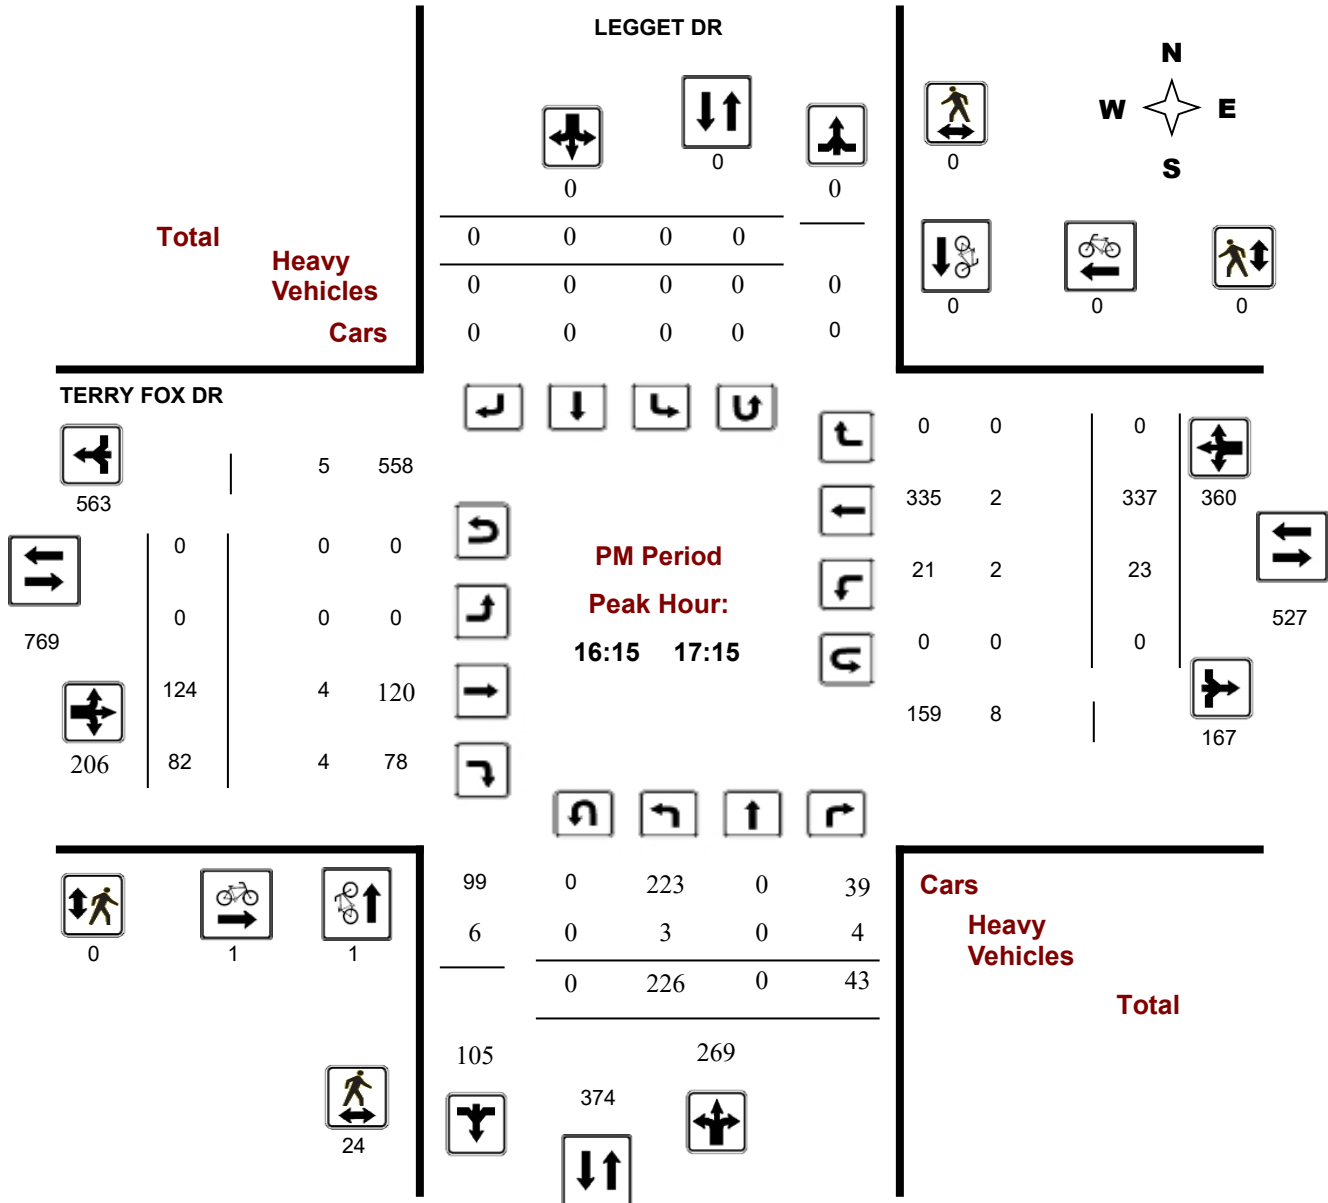 LEGGET DR
N
W E
S
0
0
0 0
Total
0 0 0 0
Heavy
Vehicles
0 0 0 0 0
0 0 0
Cars
0 0 0 0 0
TERRY FOX DR
0 0 0
5 558
563
335 2 337 360
0 0 0
PM Period
21 2 23
Peak Hour:
527
0 0 0
769
16:15 17:15
0 0 0
124 4 120
159 8
167
206 82 4 78
99 0 223 0 39
Cars
6 0 3 0 4
Heavy
Vehicles
0 1 1
0 226 0 43
Total
105 269
374
24